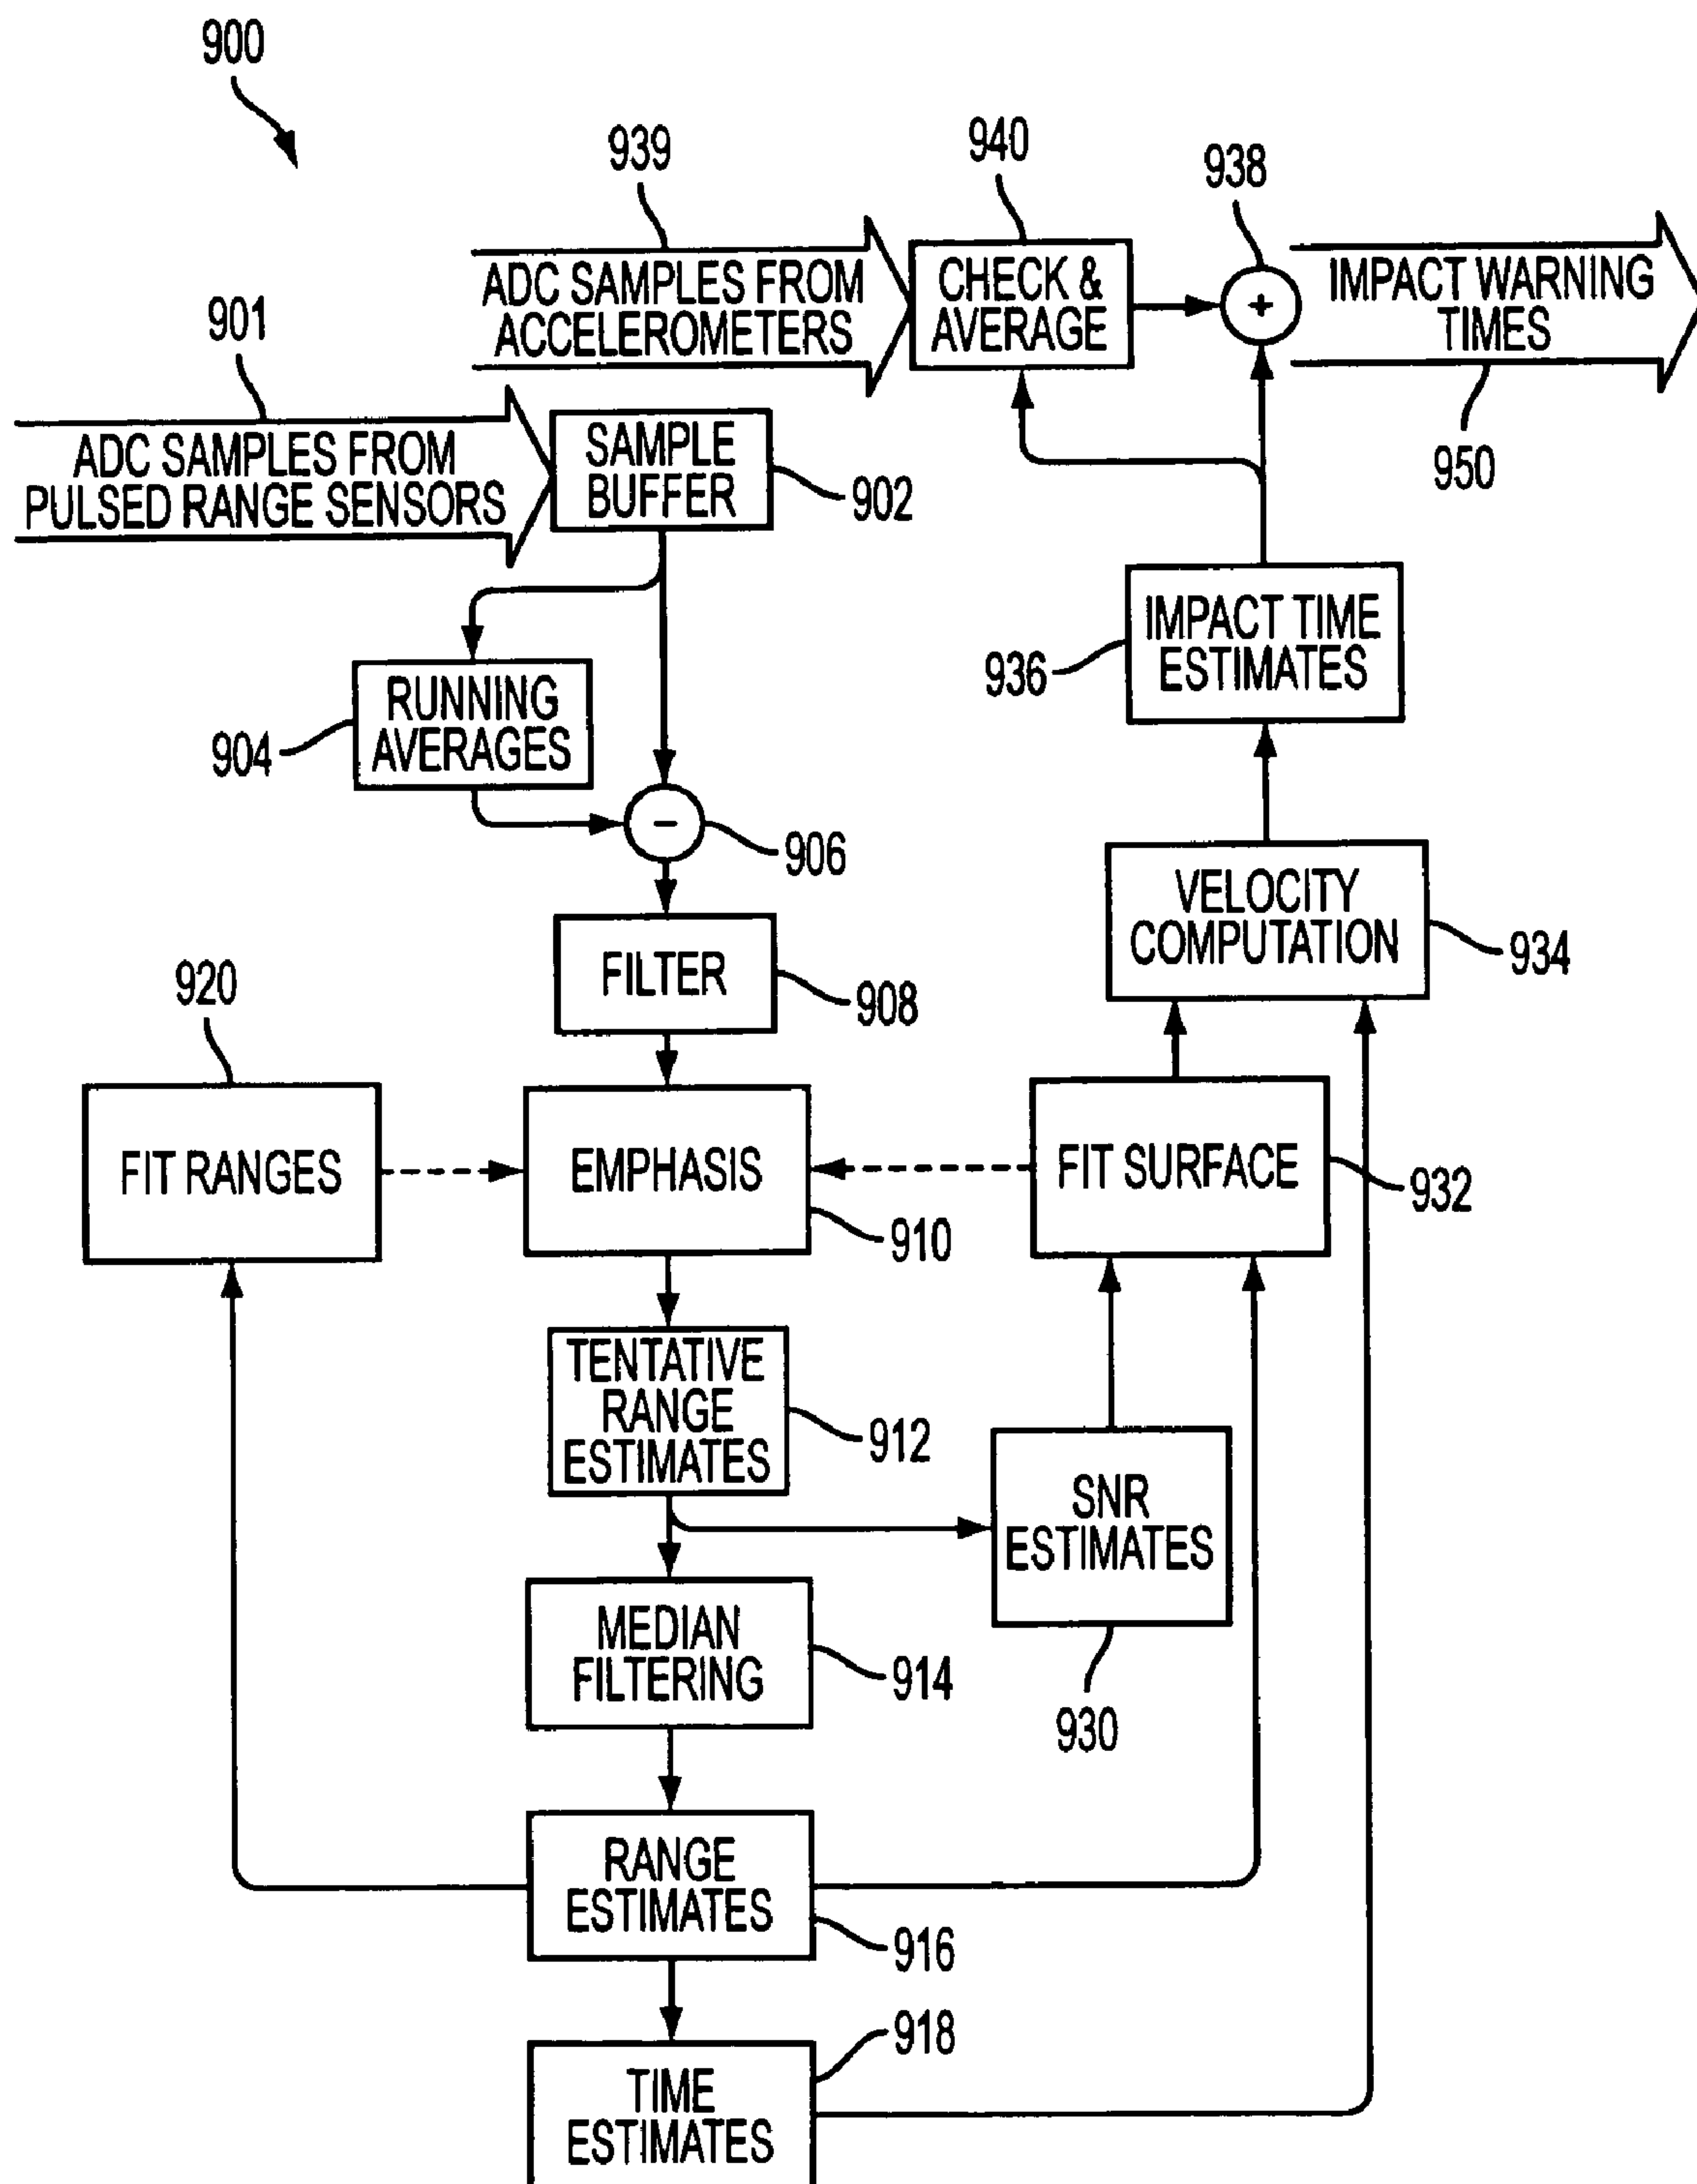 900
939
940
938
ADC SAMPLES FROM
ACCELEROMETERS
CHECK &
AVERAGE
+
IMPACT WARNING
TIMES
950
901
ADC SAMPLES FROM
PULSED RANGE SENSORS
SAMPLE
BUFFER
902
IMPACT TIME
ESTIMATES
936
RUNNING
AVERAGES
904
-
906
VELOCITY
COMPUTATION
934
FILTER
908
920
FIT RANGES
EMPHASIS
910
FIT SURFACE
932
TENTATIVE
RANGE
ESTIMATES
912
SNR
ESTIMATES
930
MEDIAN
FILTERING
914
RANGE
ESTIMATES
916
918
TIME
ESTIMATES